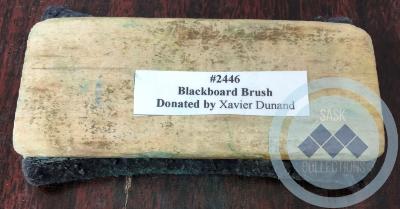 #2446
Blackboard Brush
Donated by Xavier Dunand
SASK
COLLECTIONS